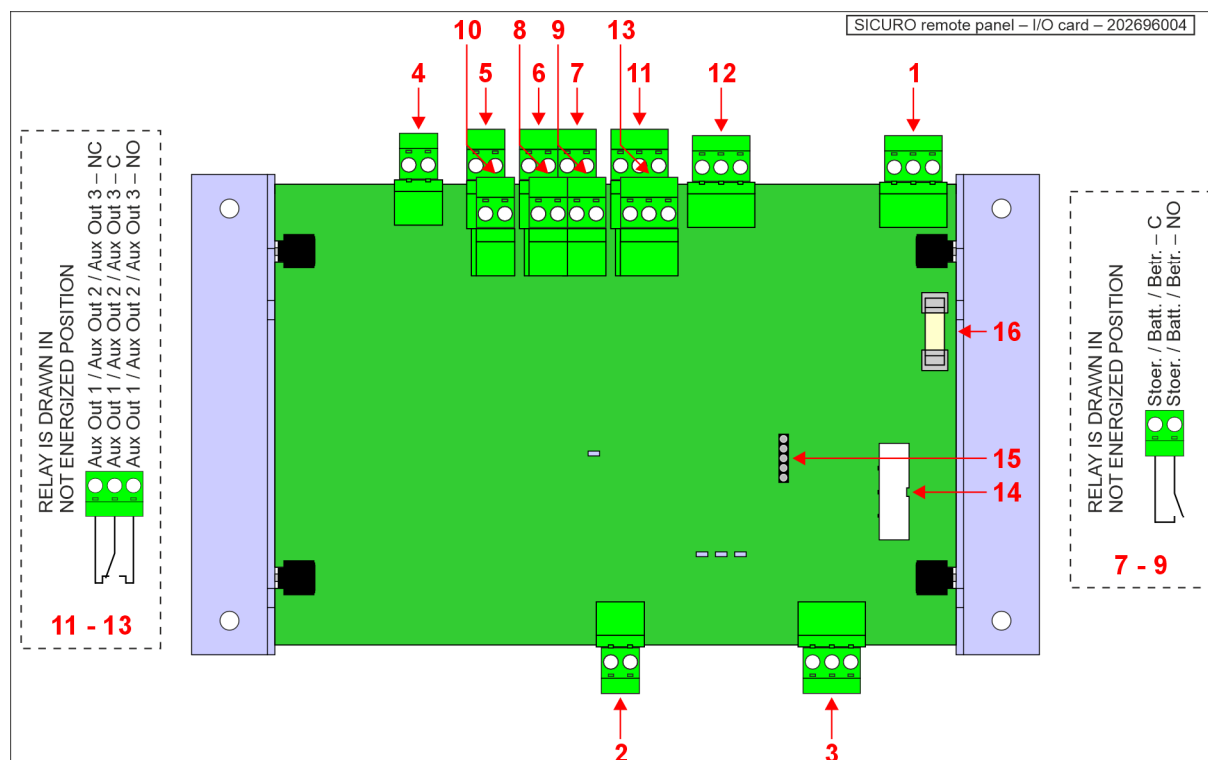 SICURO remote panel – I/O card – 202696004
10 8 9 13
4 5 6 7 11 12 1
RELAY IS DRAWN IN
NOT ENERGIZED POSITION
Aux Out 1 / Aux Out 2 / Aux Out 3 – NC
Aux Out 1 / Aux Out 2 / Aux Out 3 – C
Aux Out 1 / Aux Out 2 / Aux Out 3 – NO
11 - 13
RELAY IS DRAWN IN
NOT ENERGIZED POSITION
Stoer. / Batt. / Betr. – C
Stoer. / Batt. / Betr. – NO
7 - 9
16
15
14
2 3